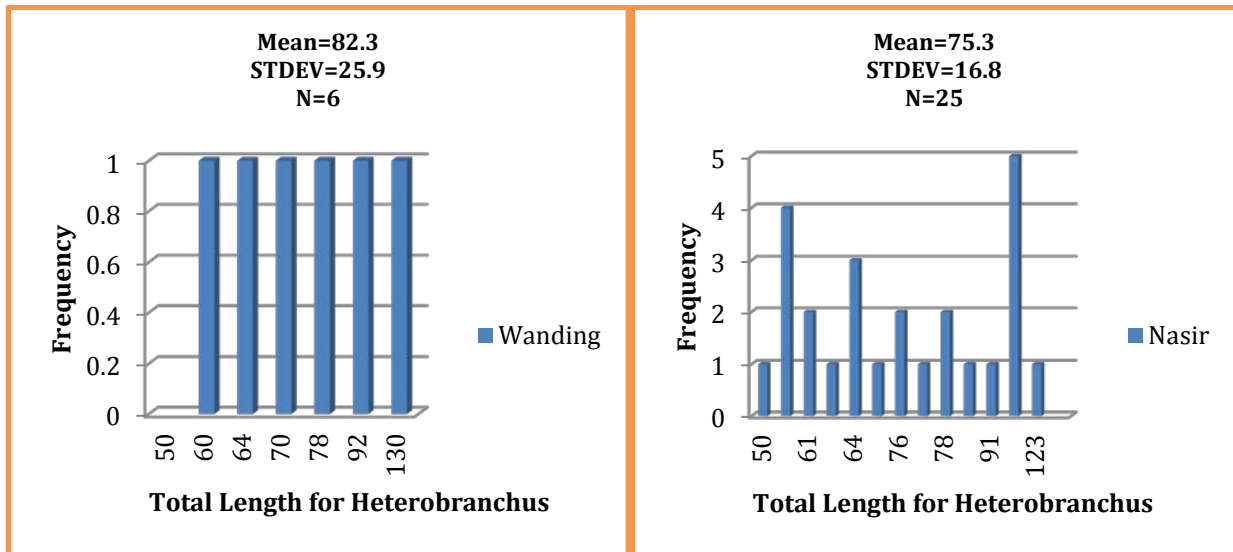 Mean=82.3
STDEV=25.9
N=6
1
0.8
0.6
0.4
0.2
0
Frequency
50
60
64
70
78
92
130
Wanding
Total Length for Heterobranchus
Mean=75.3
STDEV=16.8
N=25
5
4
3
2
1
0
Frequency
50
61
64
76
78
91
123
Nasir
Total Length for Heterobranchus